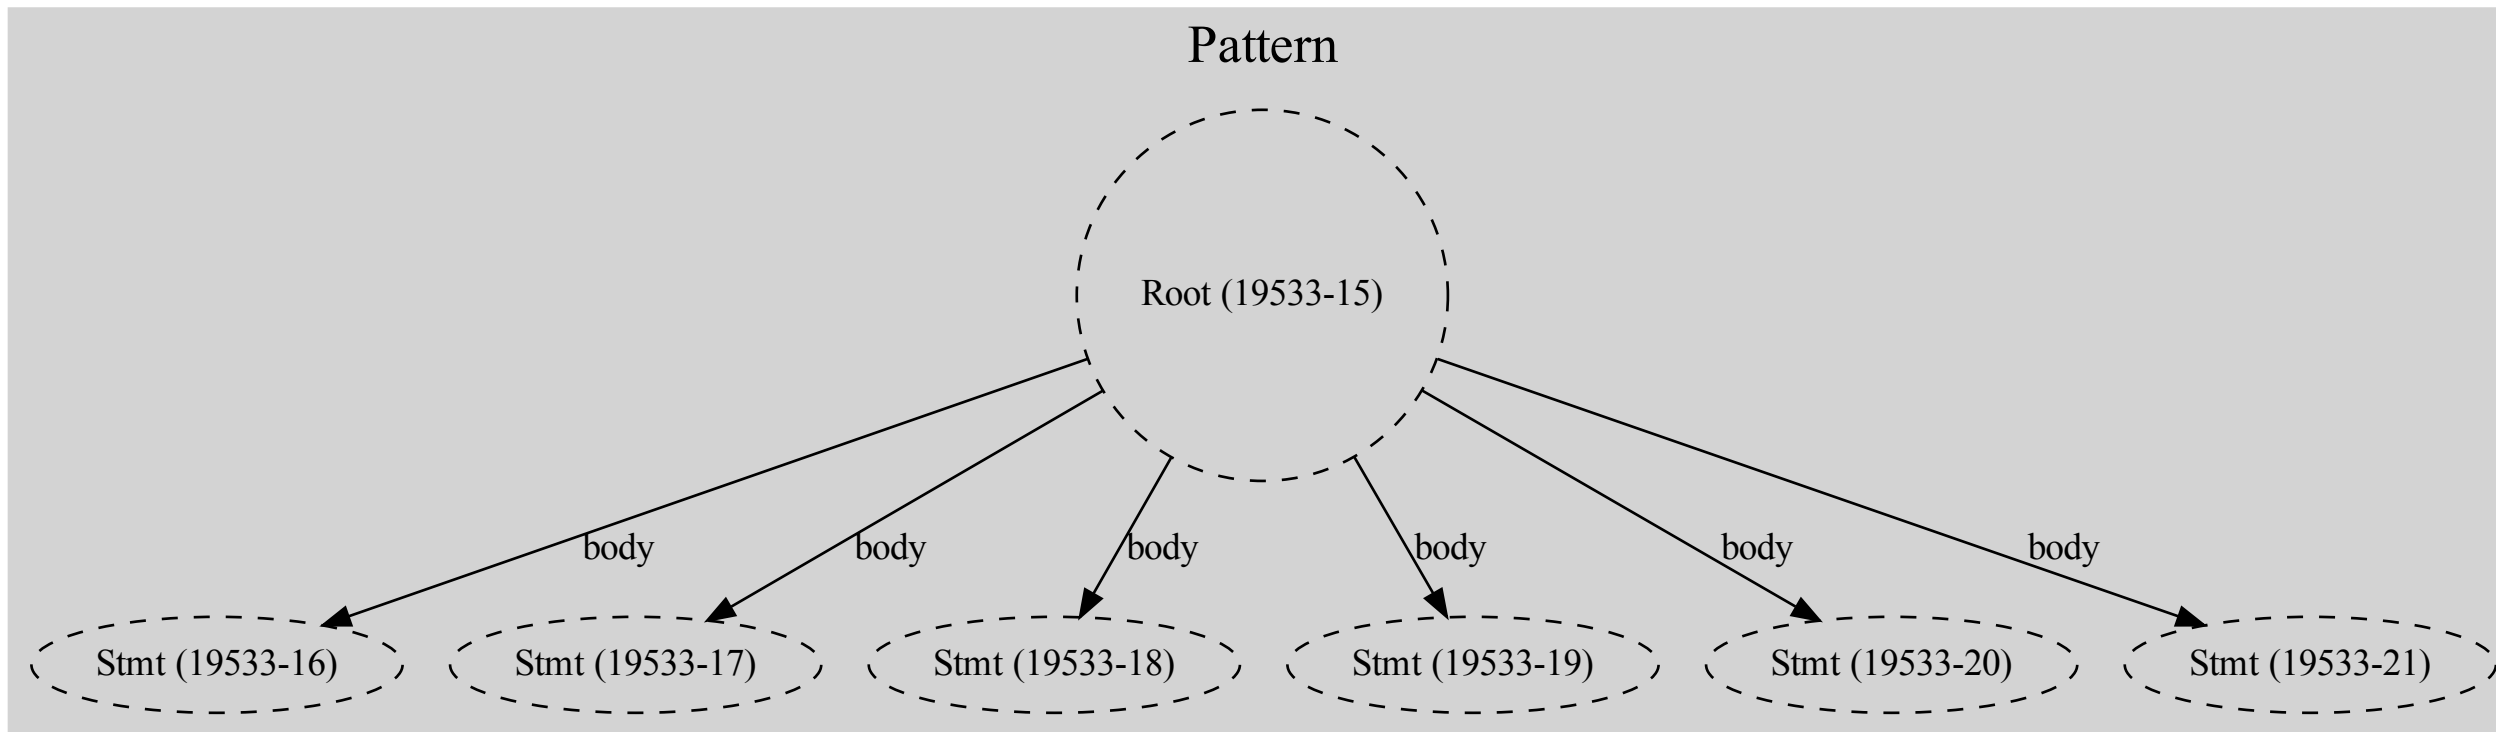 Pattern
Root (19533-15)
body body body body body body
Stmt (19533-16) Stmt (19533-17) Stmt (19533-18) Stmt (19533-19) Stmt (19533-20) Stmt (19533-21)